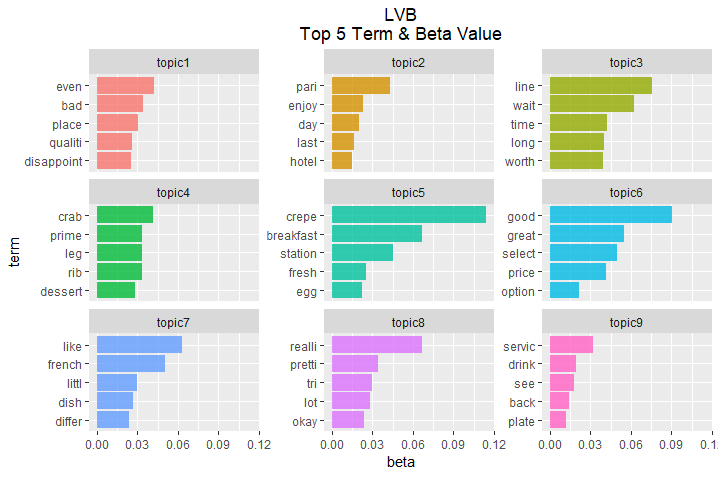 LVB
Top 5 Term & Beta Value
topic1
topic2
topic3
even
bad
place
qualiti
disappoint
pari
enjoy
day
last
hotel
line
wait
time
long
worth
topic4
topic5
topic6
crab
prime
leg
rib
dessert
crepe
breakfast
station
fresh
egg
good
great
select
price
option
topic7
topic8
topic9
like
french
littl
dish
differ
realli
pretti
tri
lot
okay
servic
drink
see
back
plate
0.00 0.03 0.06 0.09 0.12
0.00 0.03 0.06 0.09 0.12
0.00 0.03 0.06 0.09 0.12
term
beta